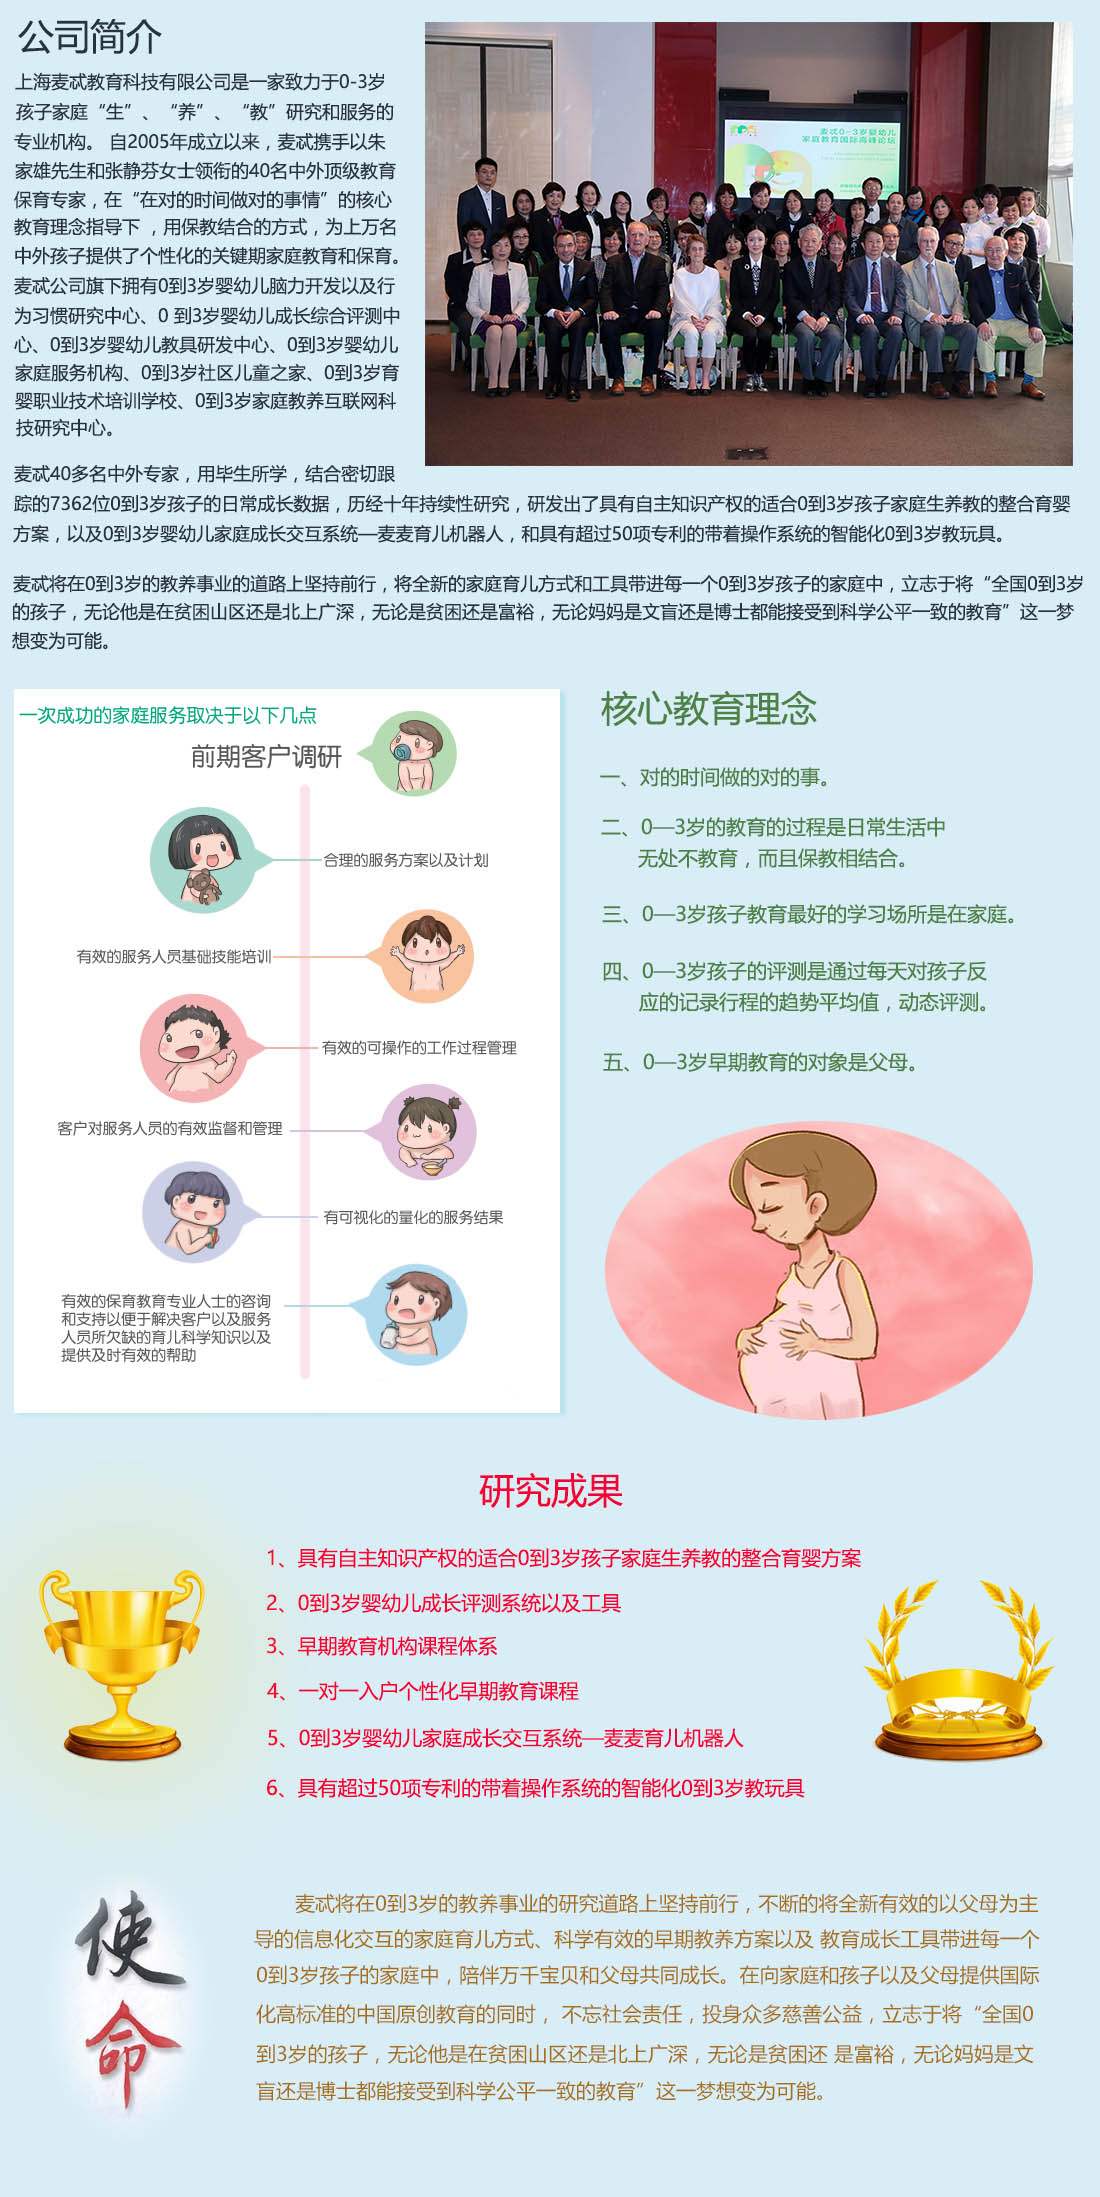 公司简介
上海麦忒教育科技有限公司是一家致力于0-3岁
孩子家庭“生”、“养”、“教”研究和服务的
专业机构。 自2005年成立以来，麦忒携手以朱
家雄先生和张静芬女士领衔的40名中外顶级教育
保育专家，在“在对的时间做对的事情”的核心
教育理念指导下 ，用保教结合的方式，为上万名
中外孩子提供了个性化的关键期家庭教育和保育。
麦忒公司旗下拥有0到3岁婴幼儿脑力开发以及行
为习惯研究中心、0 到3岁婴幼儿成长综合评测中
心、0到3岁婴幼儿教具研发中心、0到3岁婴幼儿
家庭服务机构、0到3岁社区儿童之家、0到3岁育
婴职业技术培训学校、0到3岁家庭教养互联网科
技研究中心。
麦忒0-3岁婴幼儿
家庭教育国际高峰论坛
麦忒40多名中外专家，用毕生所学，结合密切跟
踪的7362位0到3岁孩子的日常成长数据，历经十年持续性研究，研发出了具有自主知识产权的适合0到3岁孩子家庭生养教的整合育婴
方案，以及0到3岁婴幼儿家庭成长交互系统—麦麦育儿机器人，和具有超过50项专利的带着操作系统的智能化0到3岁教玩具。
麦忒将在0到3岁的教养事业的道路上坚持前行，将全新的家庭育儿方式和工具带进每一个0到3岁孩子的家庭中，立志于将“全国0到3岁
的孩子，无论他是在贫困山区还是北上广深，无论是贫困还是富裕，无论妈妈是文盲还是博士都能接受到科学公平一致的教育”这一梦
想变为可能。
一次成功的家庭服务取决于以下几点
前期客户调研
合理的服务方案以及计划
有效的服务人员基础技能培训
有效的可操作的工作过程管理
客户对服务人员的有效监督和管理
有可视化的量化的服务结果
有效的保育教育专业人士的咨询
和支持以便于解决客户以及服务
人员所欠缺的育儿科学知识以及
提供及时有效的帮助
核心教育理念
一、对的时间做的对的事。
二、0—3岁的教育的过程是日常生活中
无处不教育，而且保教相结合。
三、0—3岁孩子教育最好的学习场所是在家庭。
四、0—3岁孩子的评测是通过每天对孩子反
应的记录行程的趋势平均值，动态评测。
五、0—3岁早期教育的对象是父母。
研究成果
1、具有自主知识产权的适合0到3岁孩子家庭生养教的整合育婴方案
2、0到3岁婴幼儿成长评测系统以及工具
3、早期教育机构课程体系
4、一对一入户个性化早期教育课程
5、0到3岁婴幼儿家庭成长交互系统—麦麦育儿机器人
6、具有超过50项专利的带着操作系统的智能化0到3岁教玩具
使命
麦忒将在0到3岁的教养事业的研究道路上坚持前行，不断的将全新有效的以父母为主
导的信息化交互的家庭育儿方式、科学有效的早期教养方案以及 教育成长工具带进每一个
0到3岁孩子的家庭中，陪伴万千宝贝和父母共同成长。在向家庭和孩子以及父母提供国际
化高标准的中国原创教育的同时， 不忘社会责任，投身众多慈善公益，立志于将“全国0
到3岁的孩子，无论他是在贫困山区还是北上广深，无论是贫困还 是富裕，无论妈妈是文
盲还是博士都能接受到科学公平一致的教育”这一梦想变为可能。